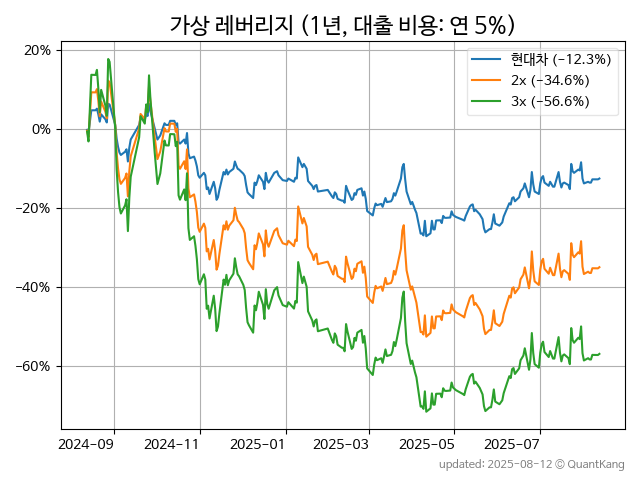 가상 레버리지 (1년, 대출 비용: 연 5%)
현대차 (−12.3%)
2x (−34.6%)
3x (−56.6%)
20%
0%
−20%
−40%
−60%
2024-09 2024-11 2025-01 2025-03 2025-05 2025-07
updated: 2025-08-12 © QuantKang